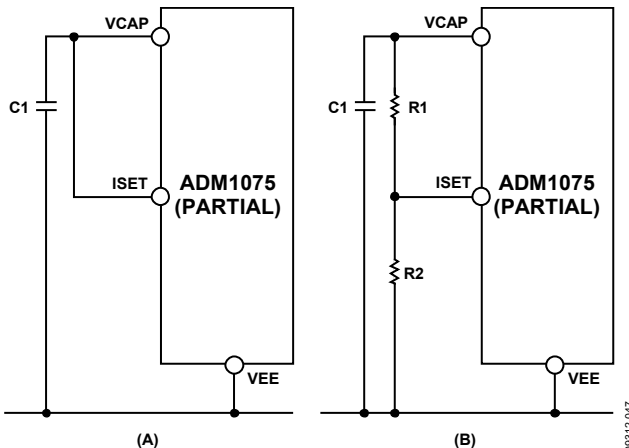 VCAP
C1
ISET
ADM1075
(PARTIAL)
VEE
(A)
VCAP
C1
R1
ISET
ADM1075
(PARTIAL)
R2
VEE
(B)
09312-047